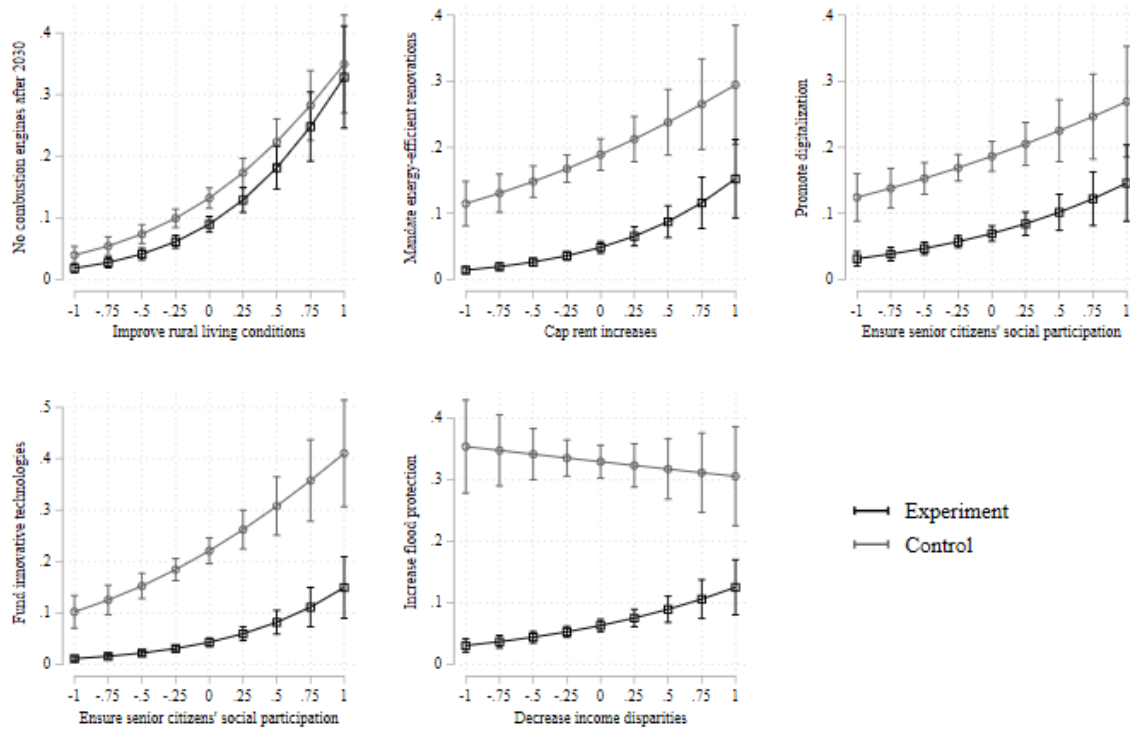 No combustion engines after 2030
.4
.3
.2
.1
0
-1 -.75 -.5 -.25 0 .25 .5 .75 1
Improve rural living conditions
Mandate energy-efficient renovations
.4
.3
.2
.1
0
-1 -.75 -.5 -.25 0 .25 .5 .75 1
Cap rent increases
Promote digitalization
.4
.3
.2
.1
0
-1 -.75 -.5 -.25 0 .25 .5 .75 1
Ensure senior citizens' social participation
Fund innovative technologies
.5
.4
.3
.2
.1
0
-1 -.75 -.5 -.25 0 .25 .5 .75 1
Ensure senior citizens' social participation
Increase flood protection
.4
.3
.2
.1
0
-1 -.75 -.5 -.25 0 .25 .5 .75 1
Decrease income disparities
Experiment
Control